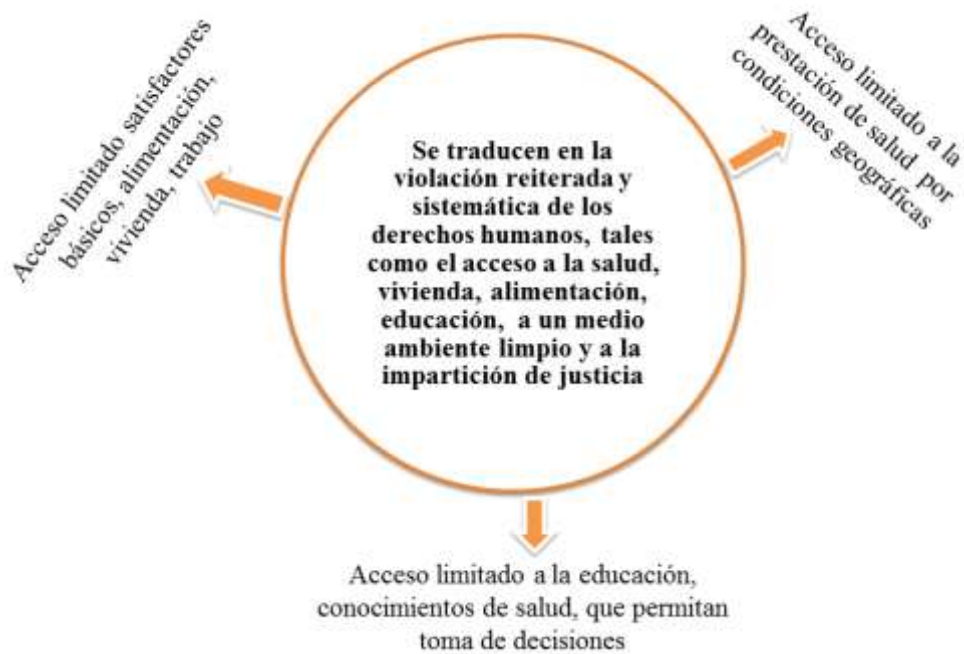 Acceso limitado satisfactores
básicos, alimentación,
vivienda, trabajo
Acceso limitado a la
prestación de salud por
condiciones geográficas
Se traducen en la
violación reiterada y
sistemática de los
derechos humanos, tales
como el acceso a la salud,
vivienda, alimentación,
educación, a un medio
ambiente limpio y a la
impartición de justicia
Acceso limitado a la educación,
conocimientos de salud, que permitan
toma de decisiones